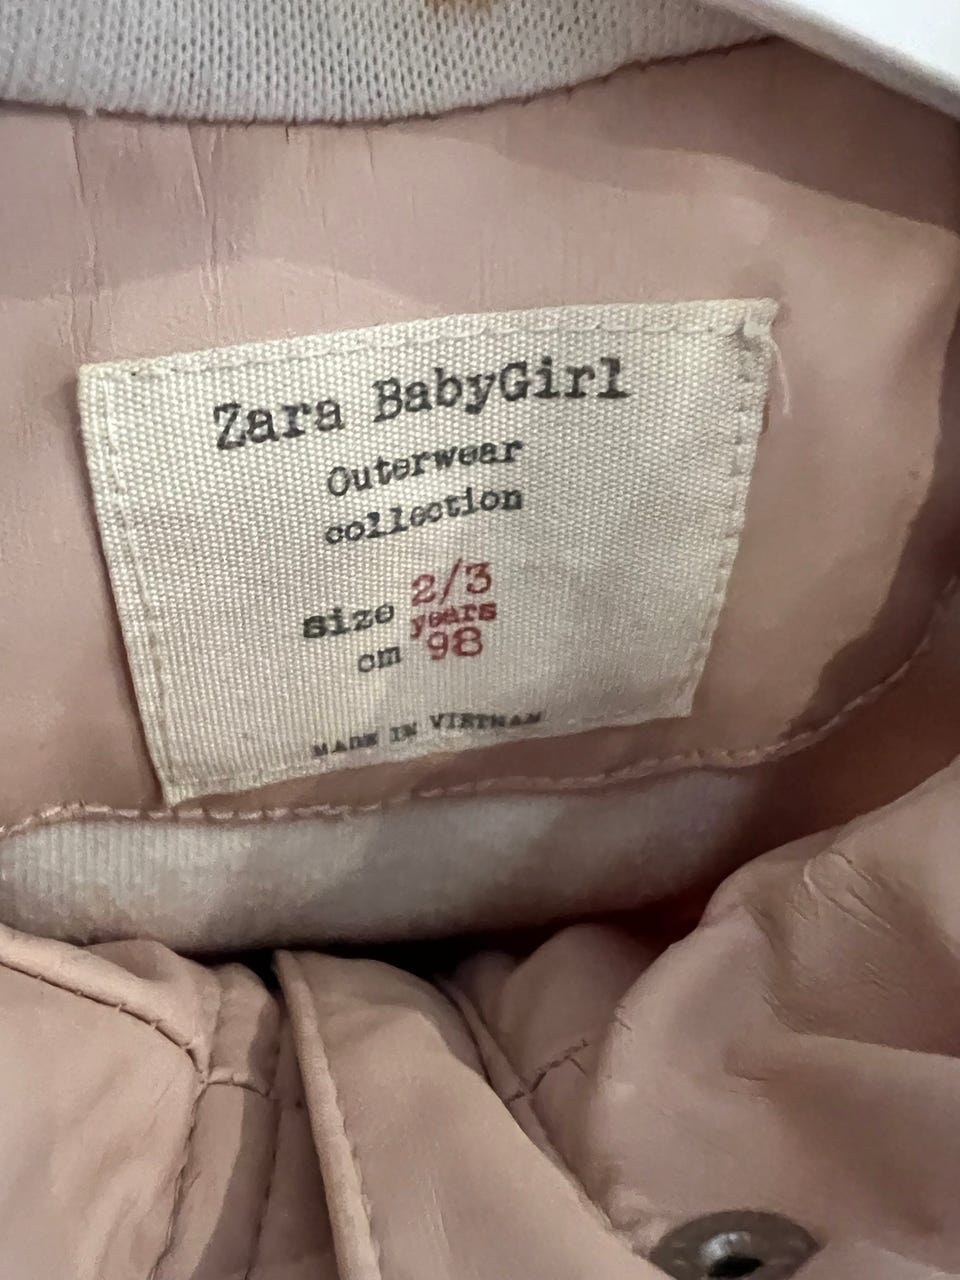 Zara BabyGirl
Outerwear
collection
size 2/3
years
cm 98
MADE IN VIETNAM